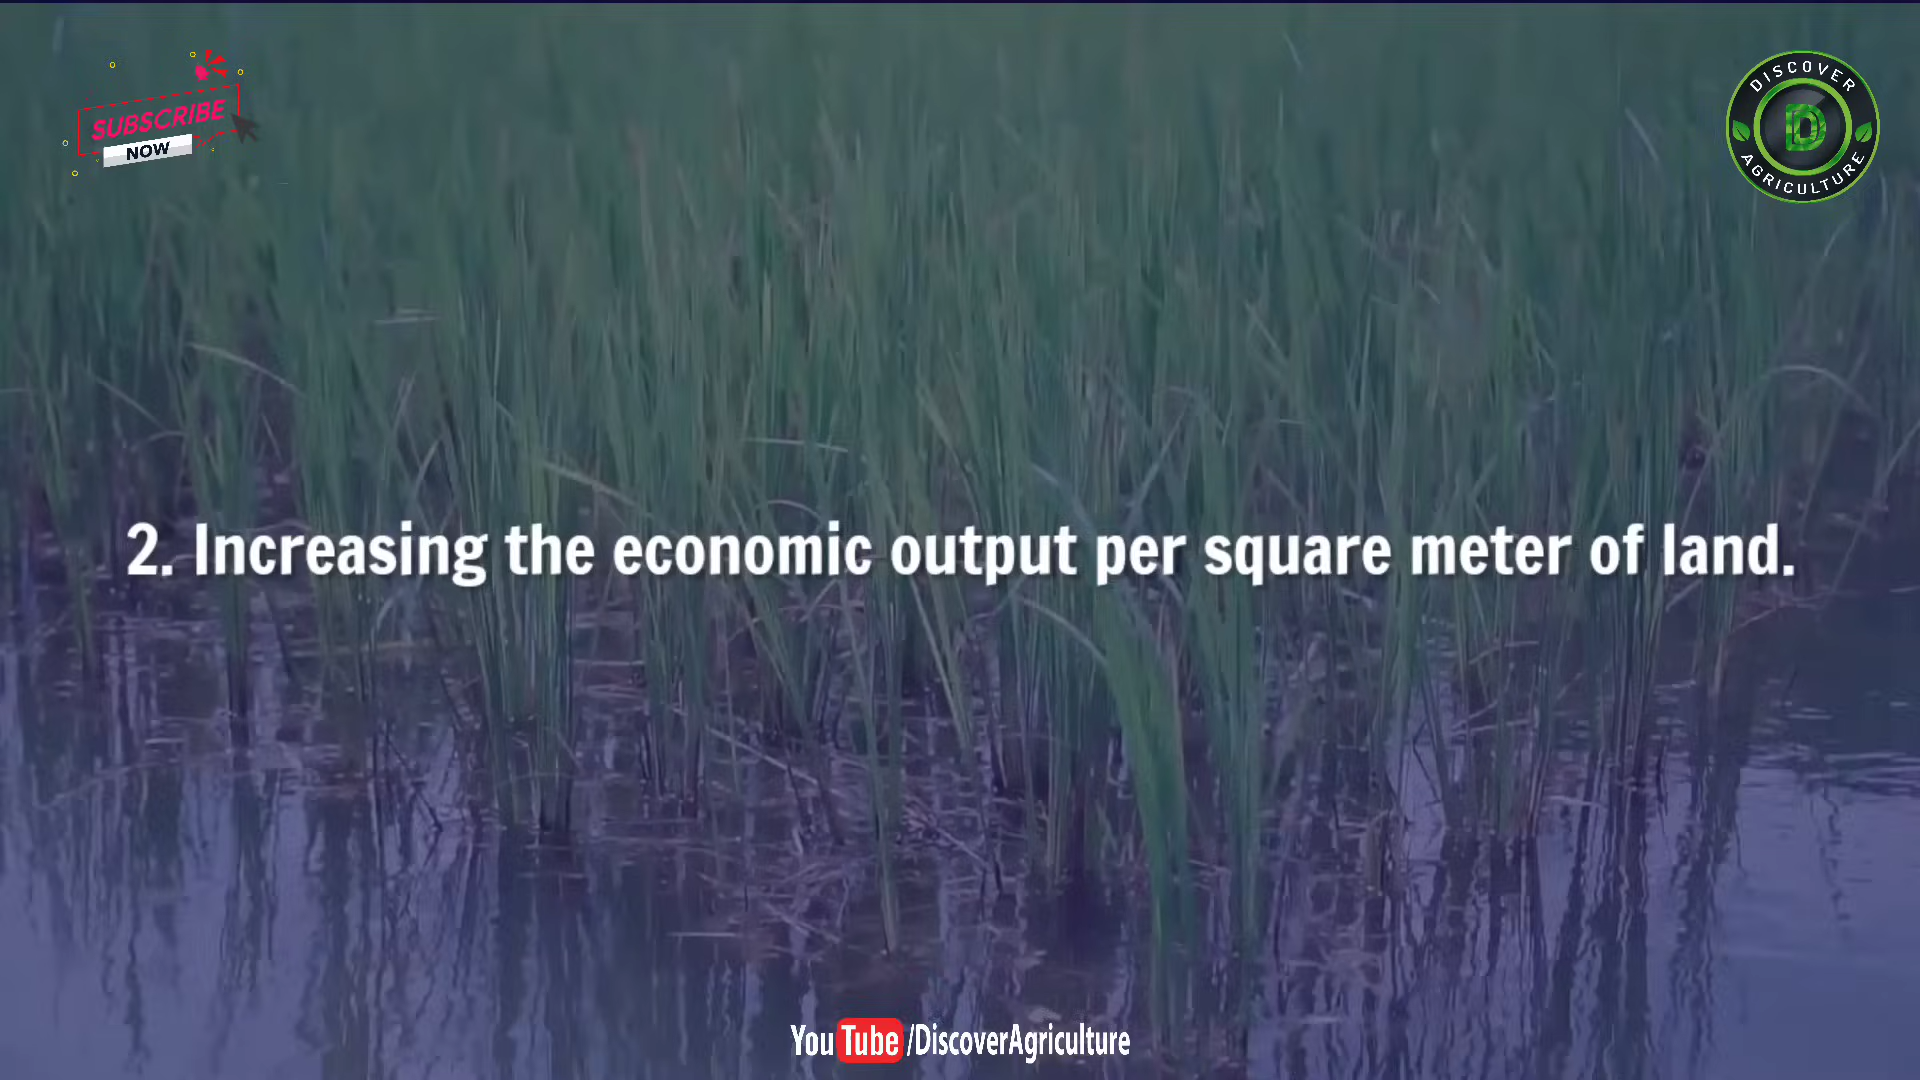 SUBSCRIBE
NOW
DISCOVER
D
AGRICULTURE
2. Increasing the economic output per square meter of land.
YouTube/DiscoverAgriculture